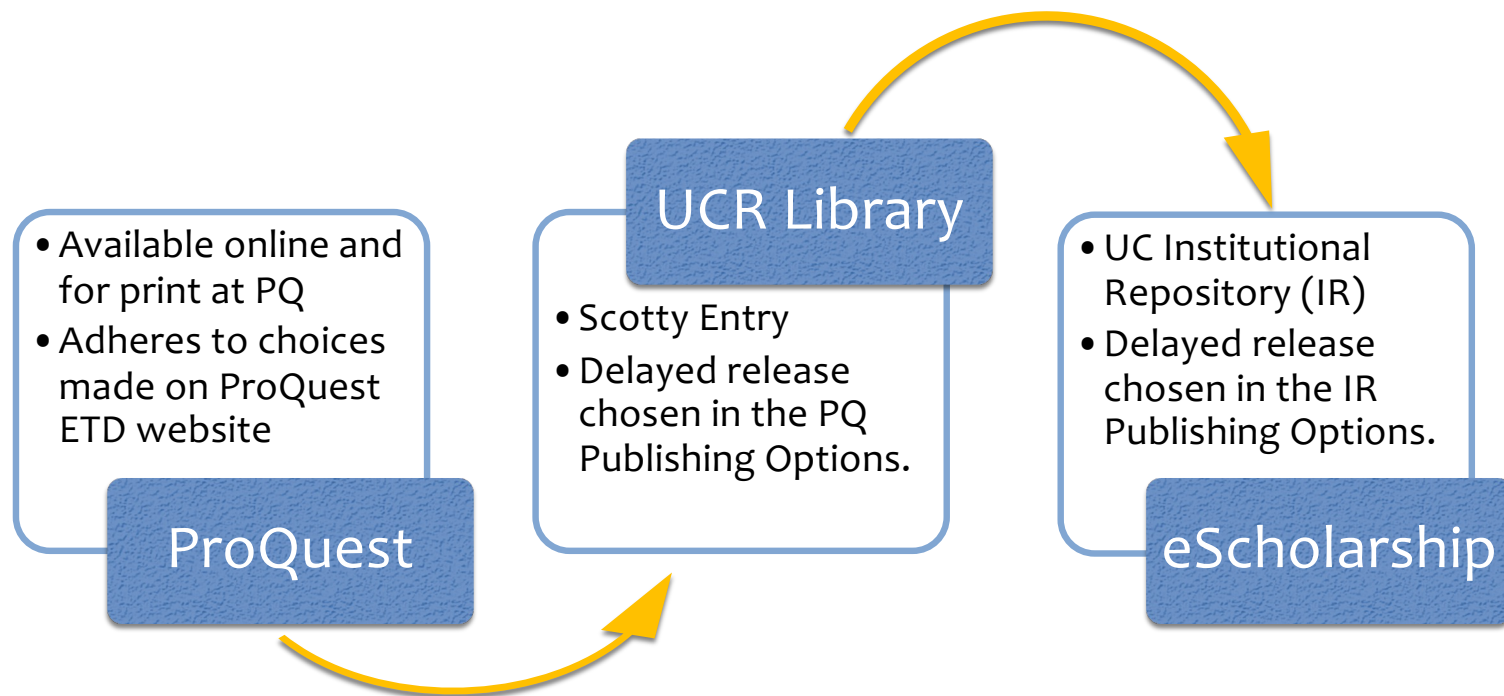 • Available online and
for print at PQ
• Adheres to choices
made on ProQuest
ETD website
ProQuest
UCR Library
• Scotty Entry
• Delayed release
chosen in the PQ
Publishing Options.
• UC Institutional
Repository (IR)
• Delayed release
chosen in the IR
Publishing Options.
eScholarship